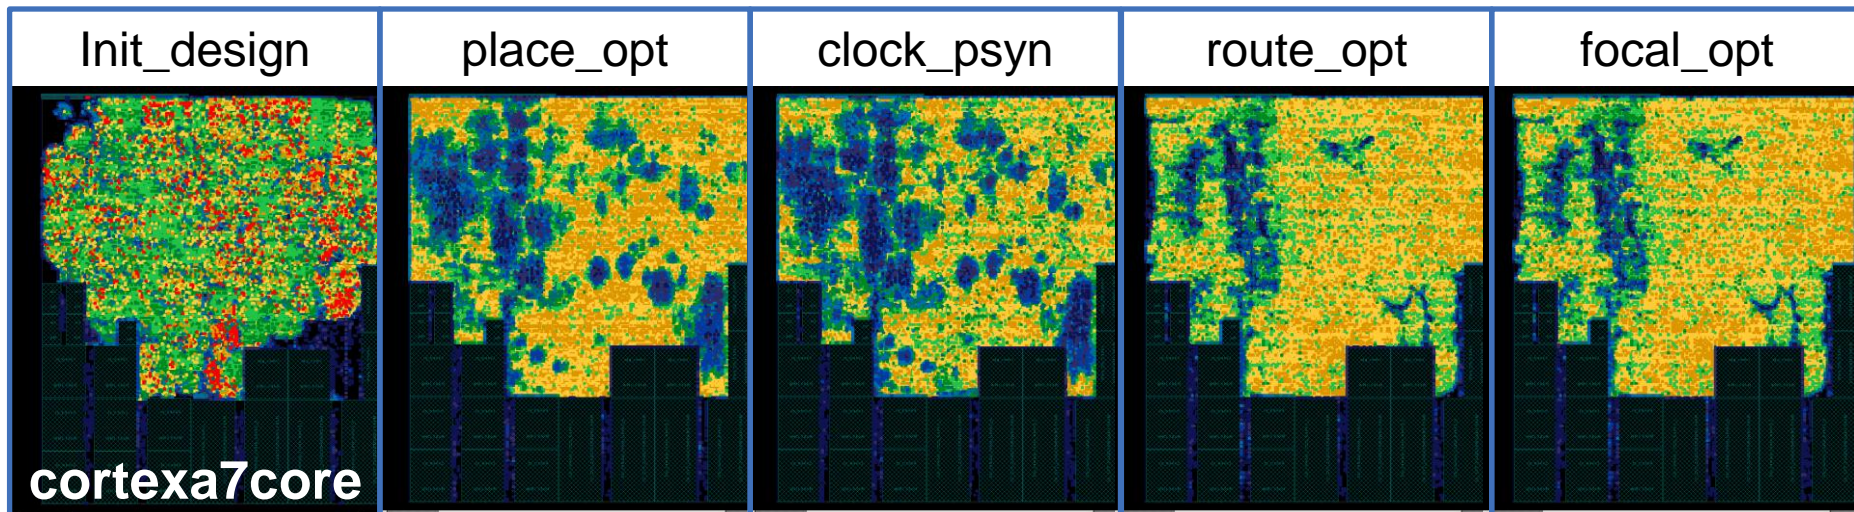 Init_design
place_opt
clock_psyn
route_opt
focal_opt
cortexa7core